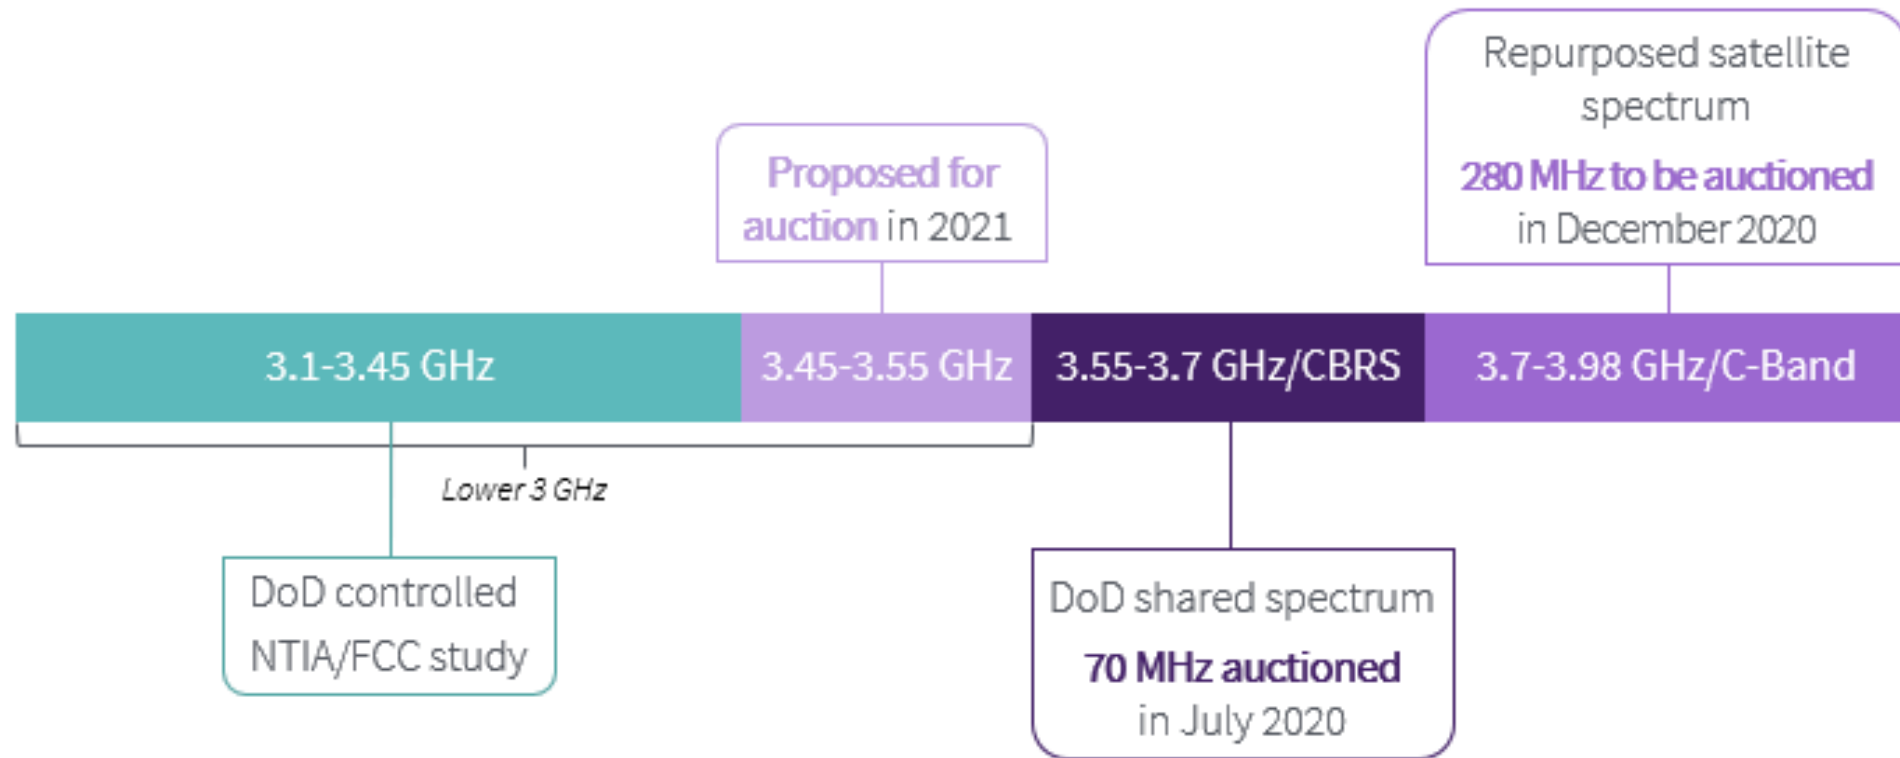 Repurposed satellite
spectrum
280 MHz to be auctioned
in December 2020
Proposed for
auction in 2021
3.1-3.45 GHz
3.45-3.55 GHz
3.55-3.7 GHz/CBRS
3.7-3.98 GHz/C-Band
Lower 3 GHz
DoD controlled
NTIA/FCC study
DoD shared spectrum
70 MHz auctioned
in July 2020